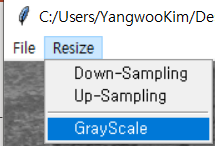 C:/Users/YangwooKim/De
File Resize
Down-Sampling
Up-Sampling
GrayScale